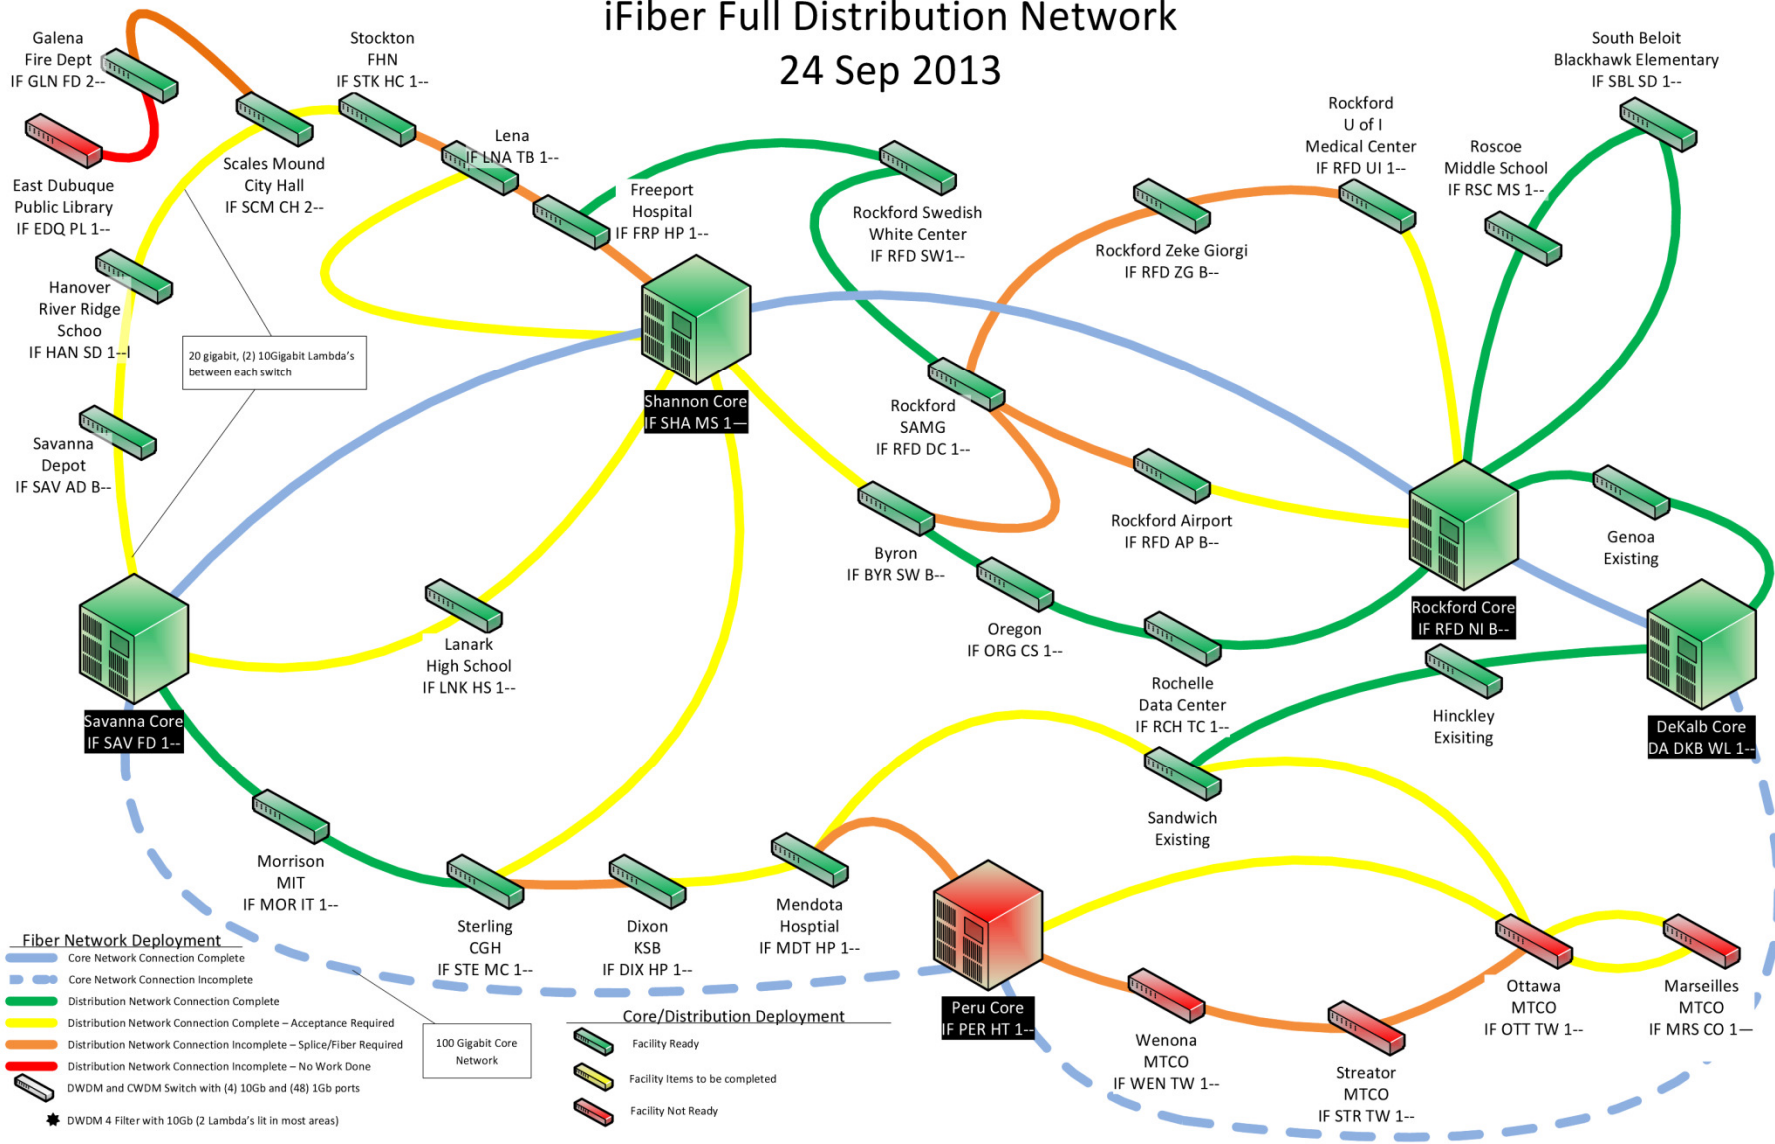 iFiber Full Distribution Network
24 Sep 2013
Galena
Fire Dept
IF GLN FD 2--
Stockton
FHN
IF STK HC 1--
Lena
IF LNA TB 1--
East Dubuque
Public Library
IF EDQ PL 1--
Scales Mound
City Hall
IF SCM CH 2--
Freeport
Hospital
IF FRP HP 1--
Rockford Swedish
White Center
IF RFD SW1--
Rockford Zeke Giorgi
IF RFD ZG B--
Rockford
U of I
Medical Center
IF RFD UI 1--
Roscoe
Middle School
IF RSC MS 1--
South Beloit
Blackhawk Elementary
IF SBL SD 1--
Hanover
River Ridge
Schoo
IF HAN SD 1--l
20 gigabit, (2) 10Gigabit Lambda's
between each switch
Savanna
Depot
IF SAV AD B--
Shannon Core
IF SHA MS 1—
Rockford
SAMG
IF RFD DC 1--
Rockford Airport
IF RFD AP B--
Byron
IF BYR SW B--
Oregon
IF ORG CS 1--
Rochelle
Data Center
IF RCH TC 1--
Rockford Core
IF RFD NI B--
Genoa
Existing
Hinckley
Exisiting
DeKalb Core
DA DKB WL 1--
Lanark
High School
IF LNK HS 1--
Savanna Core
IF SAV FD 1--
Sandwich
Existing
Morrison
MIT
IF MOR IT 1--
Sterling
CGH
IF STE MC 1--
Dixon
KSB
IF DIX HP 1--
Mendota
Hosptial
IF MDT HP 1--
Peru Core
IF PER HT 1--
Wenona
MTCO
IF WEN TW 1--
Streator
MTCO
IF STR TW 1--
Ottawa
MTCO
IF OTT TW 1--
Marseilles
MTCO
IF MRS CO 1—
Fiber Network Deployment
Core Network Connection Complete
Core Network Connection Incomplete
Distribution Network Connection Complete
Distribution Network Connection Complete – Acceptance Required
Distribution Network Connection Incomplete – Splice/Fiber Required
Distribution Network Connection Incomplete – No Work Done
DWDM and CWDM Switch with (4) 10Gb and (48) 1Gb ports
DWDM 4 Filter with 10Gb (2 Lambda's lit in most areas)
100 Gigabit Core
Network
Core/Distribution Deployment
Facility Ready
Facility Items to be completed
Facility Not Ready